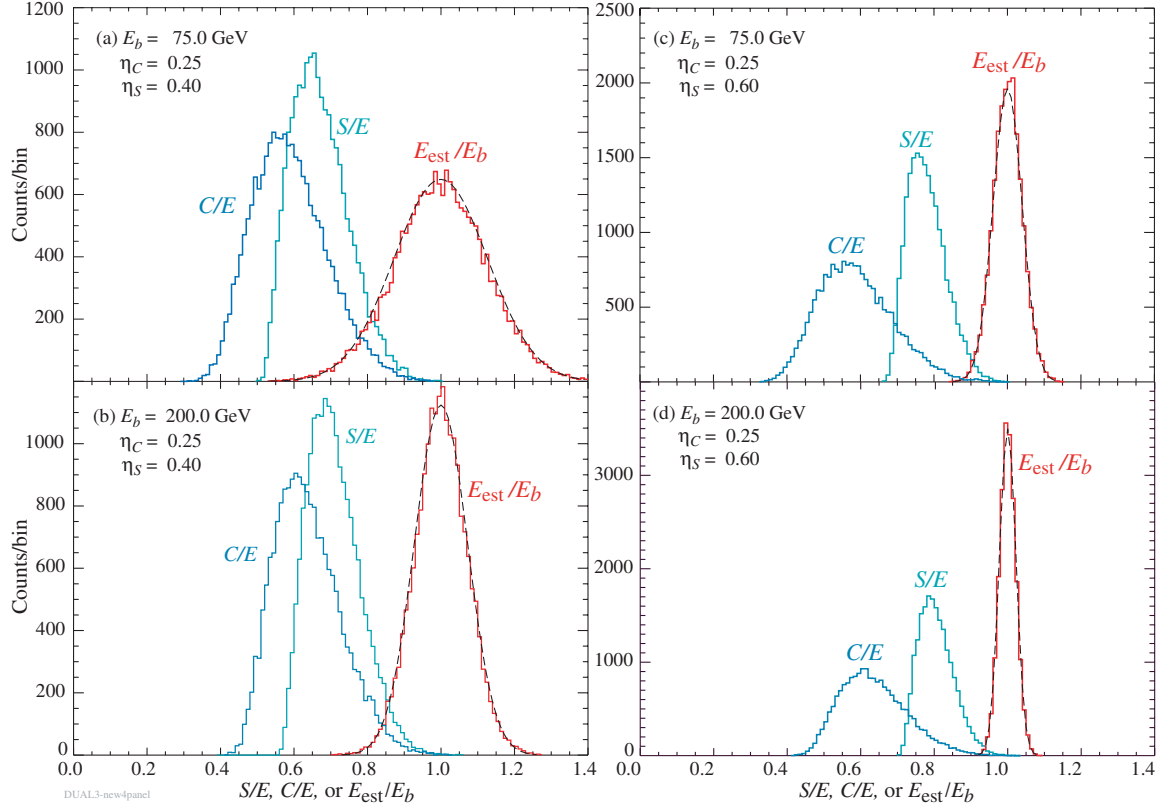 1200
1000
800
600
400
200
Counts/bin
(a) E_b = 75.0 GeV
η_C = 0.25
η_S = 0.40
C/E
S/E
E_est/E_b
2500
2000
1500
1000
500
(c) E_b = 75.0 GeV
η_C = 0.25
η_S = 0.60
C/E
S/E
E_est/E_b
1000
800
600
400
200
0
Counts/bin
(b) E_b = 200.0 GeV
η_C = 0.25
η_S = 0.40
C/E
S/E
E_est/E_b
3000
2000
1000
0
(d) E_b = 200.0 GeV
η_C = 0.25
η_S = 0.60
C/E
S/E
E_est/E_b
0.0 0.2 0.4 0.6 0.8 1.0 1.2 1.4
0.0 0.2 0.4 0.6 0.8 1.0 1.2 1.4
S/E, C/E, or E_est/E_b
DUAL3-new4panel